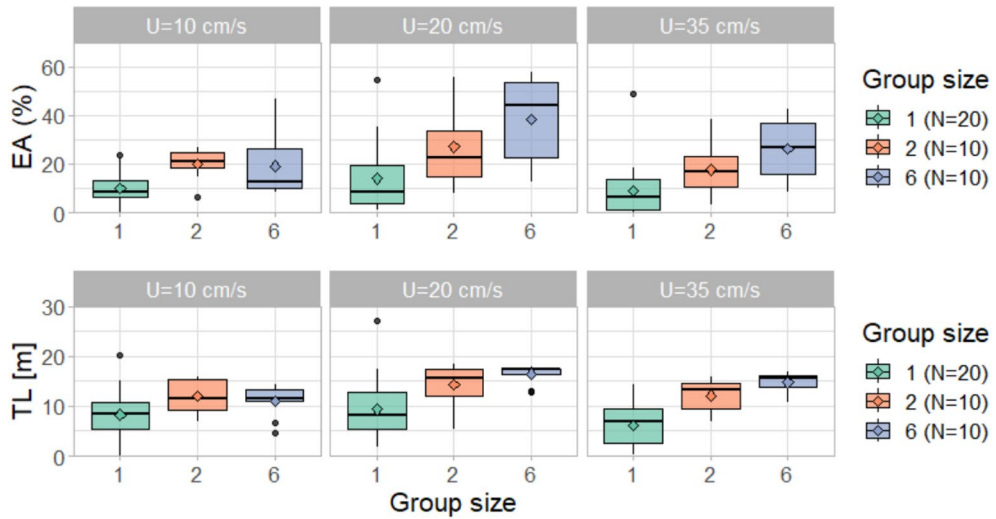 U=10 cm/s U=20 cm/s U=35 cm/s
EA (%)
60
40
20
0
1 2 6 1 2 6 1 2 6
Group size
1 (N=20)
2 (N=10)
6 (N=10)
U=10 cm/s U=20 cm/s U=35 cm/s
TL [m]
30
20
10
0
1 2 6 1 2 6 1 2 6
Group size
Group size
1 (N=20)
2 (N=10)
6 (N=10)